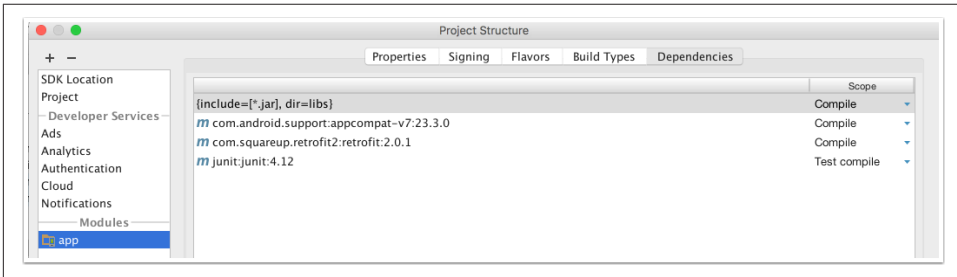 Project Structure
+ −
Properties Signing Flavors Build Types Dependencies
SDK Location
Project
Developer Services
Ads
Analytics
Authentication
Cloud
Notifications
Modules
app
Scope
{include=[*.jar], dir=libs} Compile
m com.android.support:appcompat-v7:23.3.0 Compile
m com.squareup.retrofit2:retrofit:2.0.1 Compile
m junit:junit:4.12 Test compile